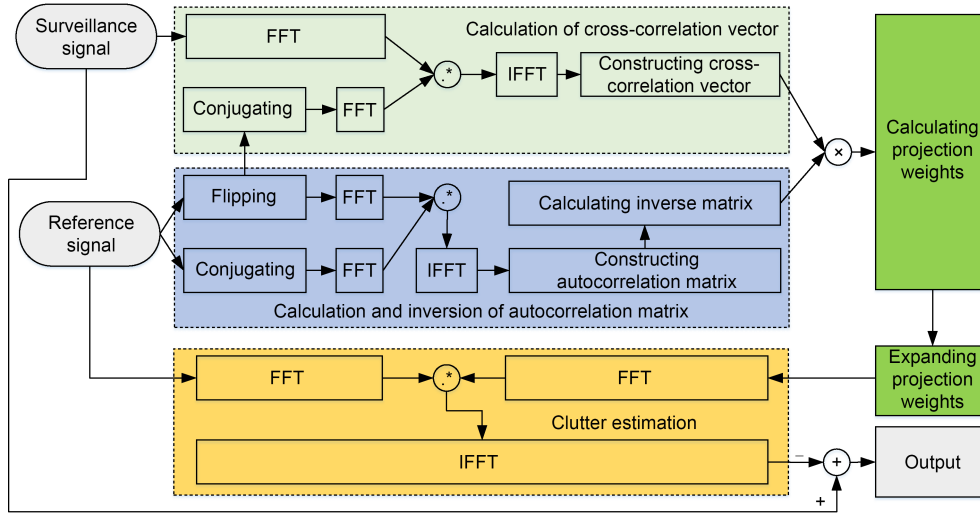 Surveillance
signal
FFT
Calculation of cross-correlation vector
.*
IFFT
Constructing cross-
correlation vector
Conjugating
FFT
×
Calculating
projection
weights
Reference
signal
Flipping
FFT
.*
Calculating inverse matrix
Conjugating
FFT
IFFT
Constructing
autocorrelation matrix
Calculation and inversion of autocorrelation matrix
FFT
.*
FFT
Expanding
projection
weights
Clutter estimation
IFFT
–
+
Output
+